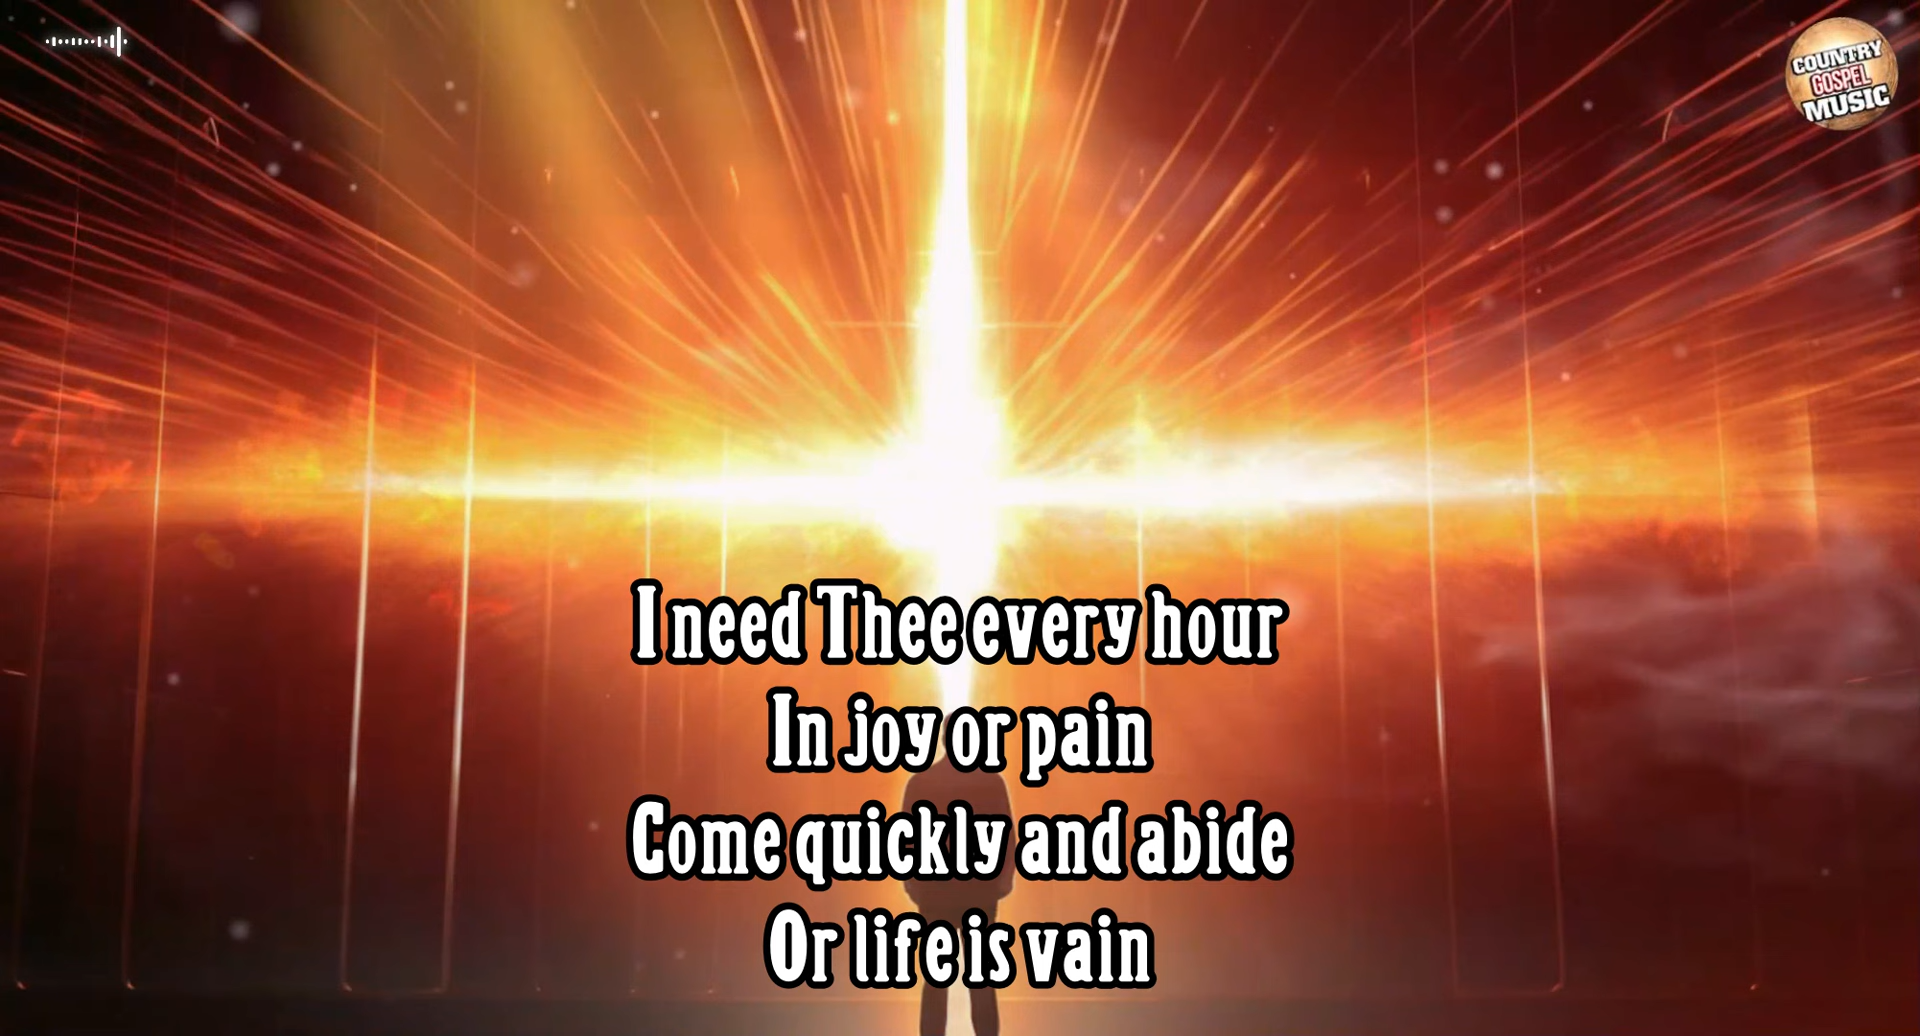 COUNTRY
GOSPEL
MUSIC
I need Thee every hour
In joy or pain
Come quickly and abide
Or life is vain